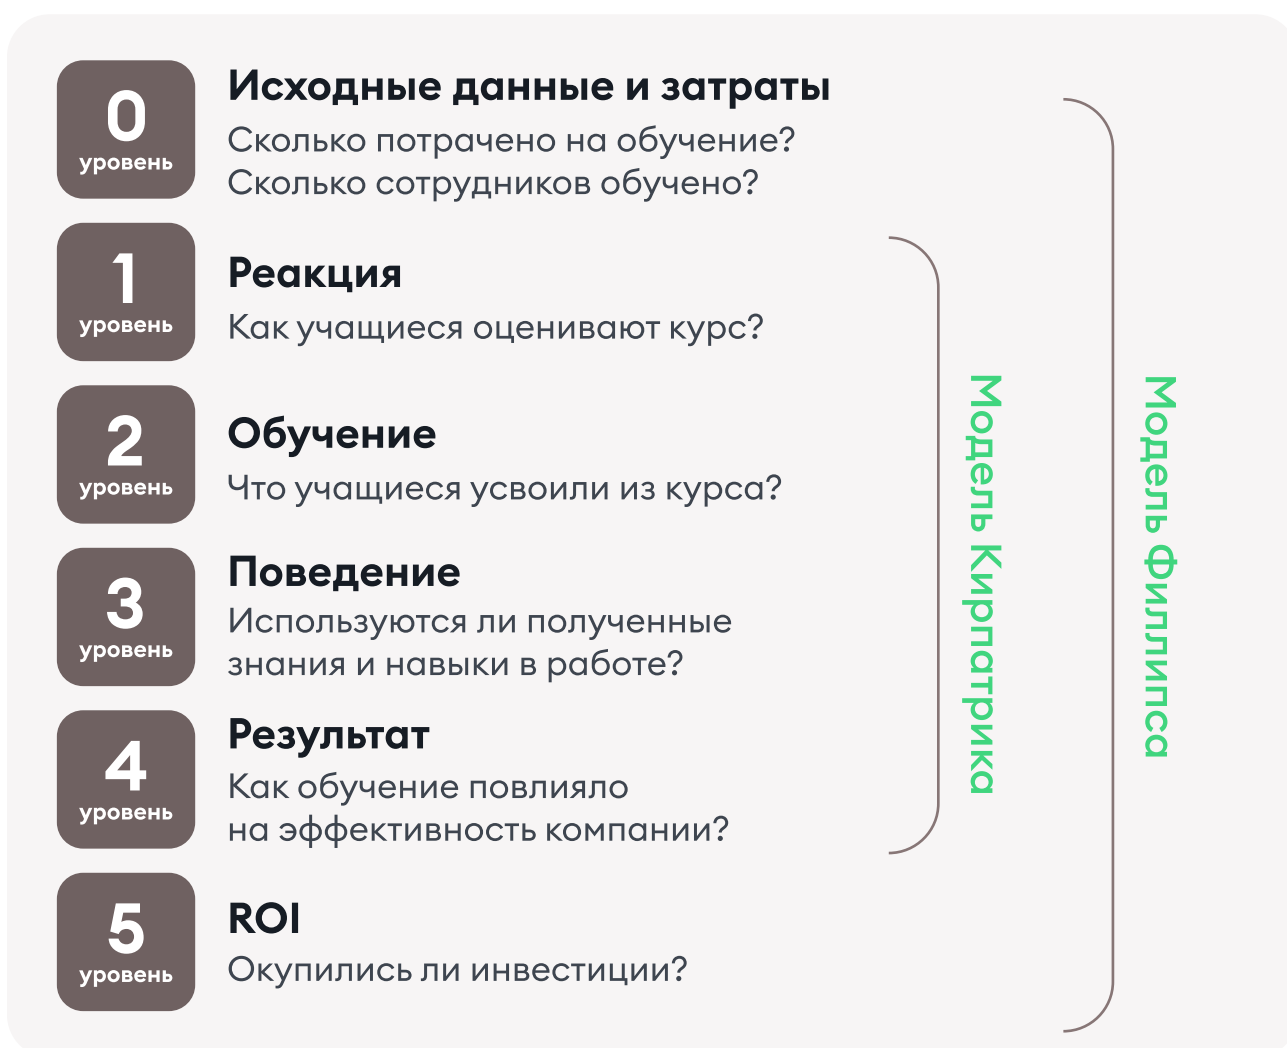 0
уровень
Исходные данные и затраты
Сколько потрачено на обучение?
Сколько сотрудников обучено?
1
уровень
Реакция
Как учащиеся оценивают курс?
2
уровень
Обучение
Что учащиеся усвоили из курса?
3
уровень
Поведение
Используются ли полученные
знания и навыки в работе?
4
уровень
Результат
Как обучение повлияло
на эффективность компании?
5
уровень
ROI
Окупились ли инвестиции?
Модель Кирпатрика
Модель Филлипса